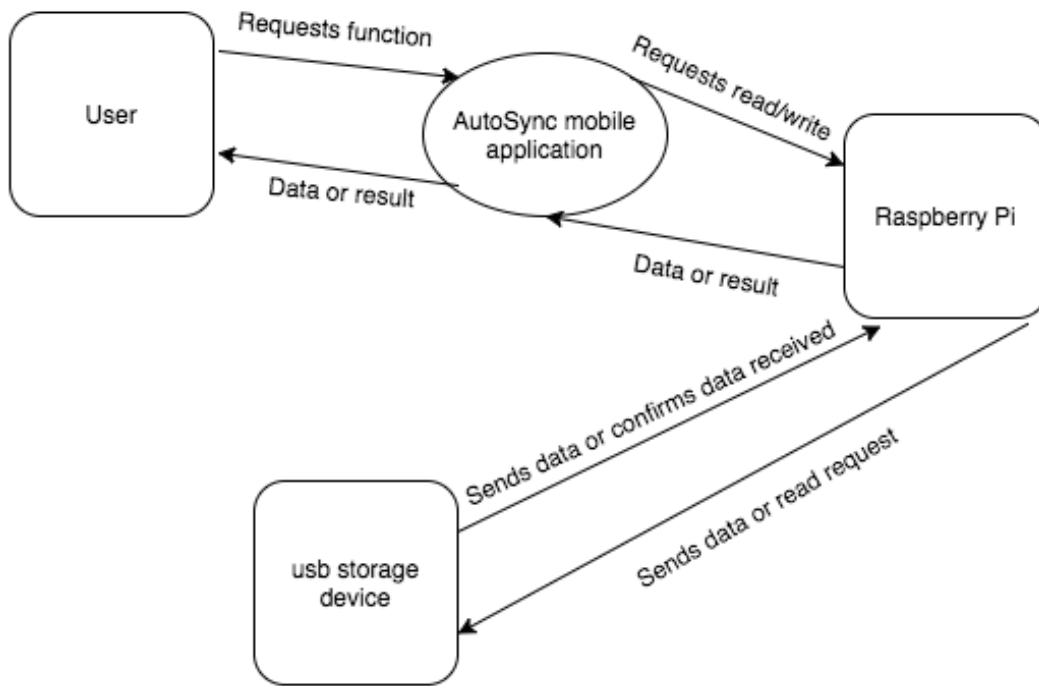 Requests function
User
Requests read/write
AutoSync mobile
application
Data or result
Raspberry Pi
Data or result
Sends data or confirms data received
Sends data or read request
usb storage
device